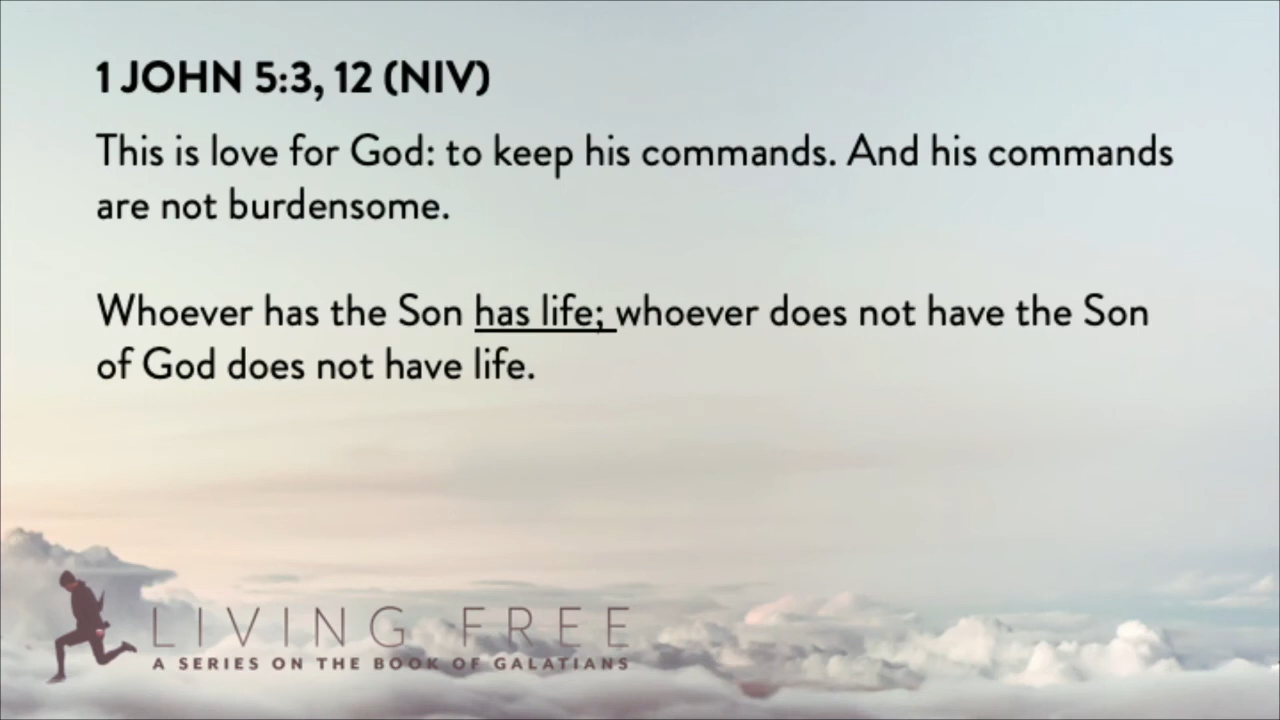 1 JOHN 5:3, 12 (NIV)
This is love for God: to keep his commands. And his commands
are not burdensome.
Whoever has the Son has life; whoever does not have the Son
of God does not have life.
LIVING FREE
A SERIES ON THE BOOK OF GALATIANS